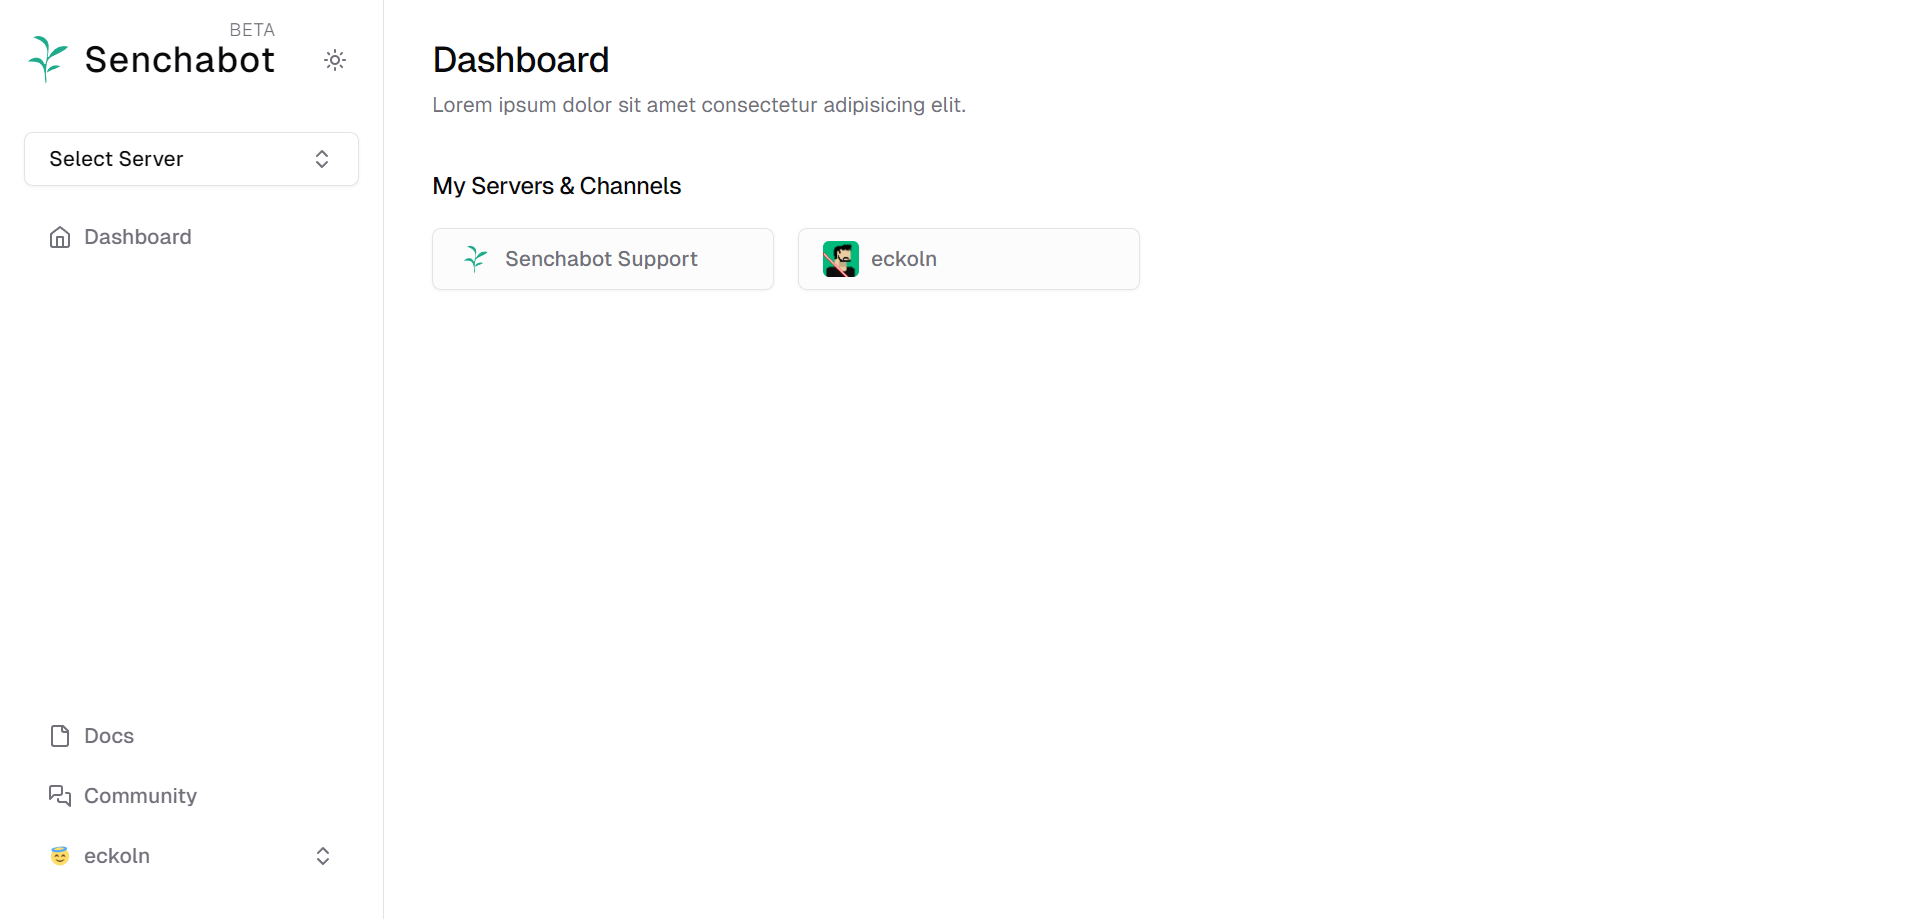 BETA
Senchabot
Select Server
Dashboard
Docs
Community
eckoln
Dashboard
Lorem ipsum dolor sit amet consectetur adipisicing elit.
My Servers & Channels
Senchabot Support
eckoln